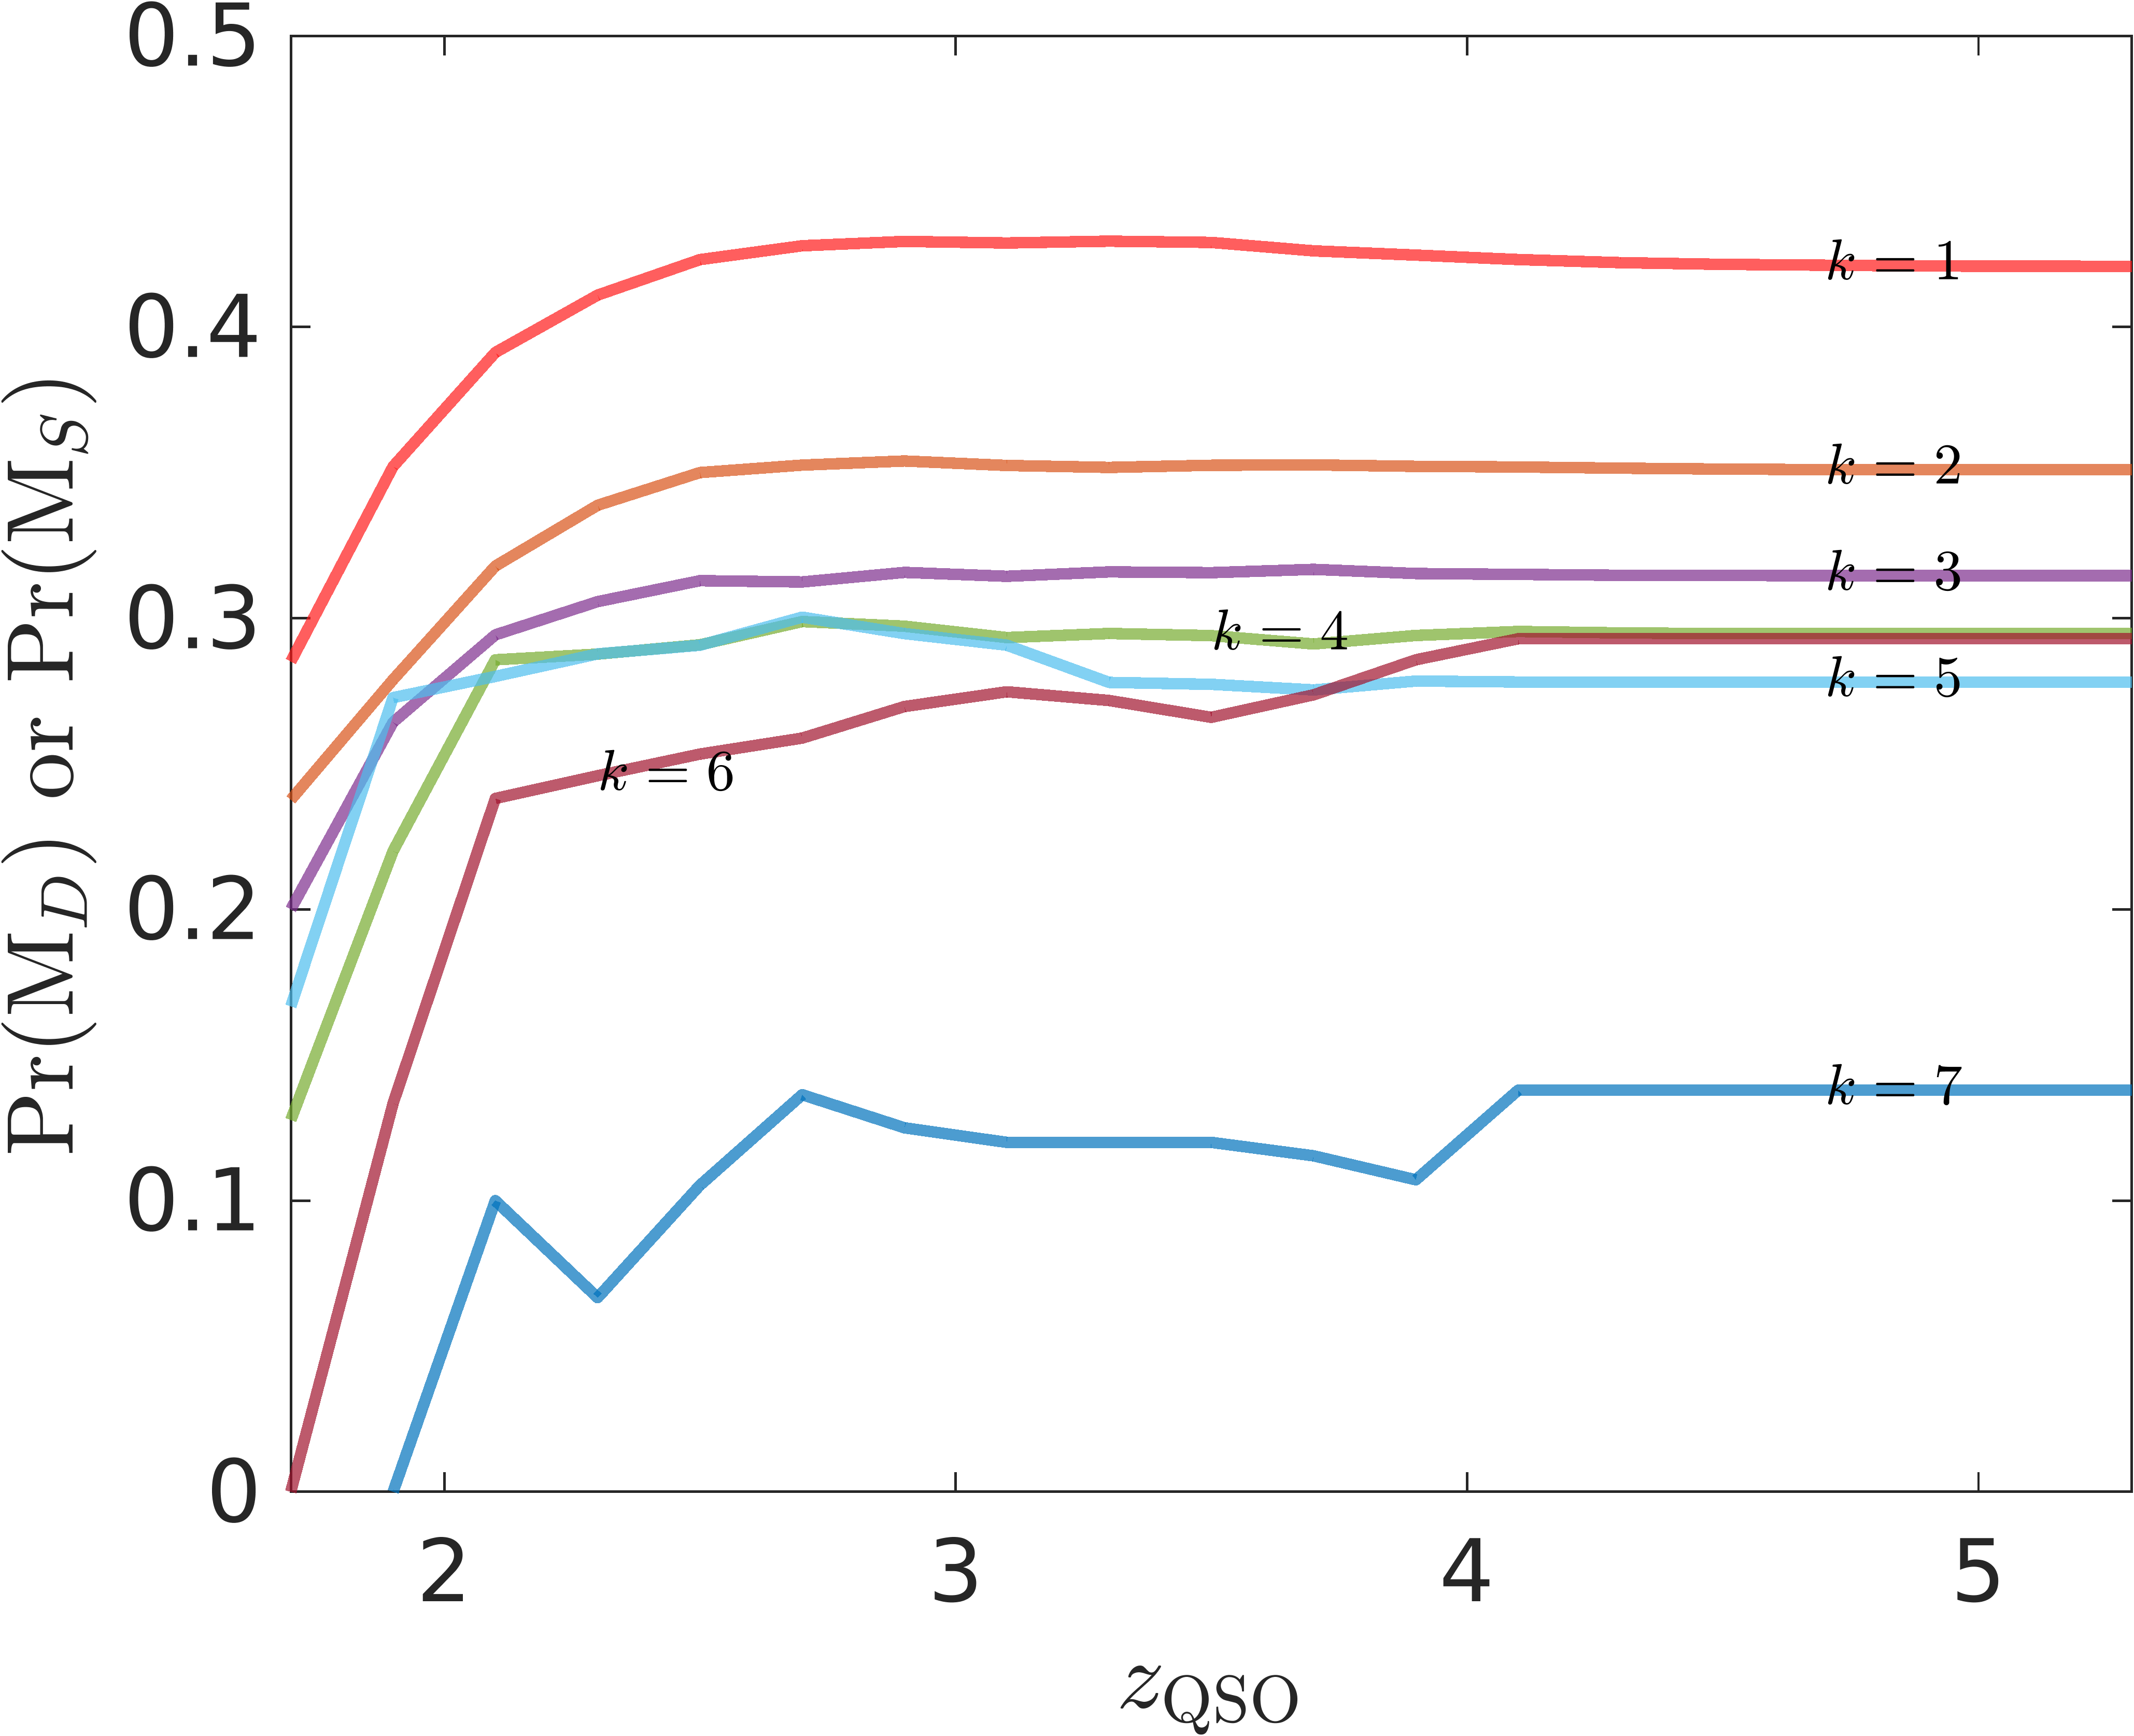 0.5
0.4
0.3
0.2
0.1
0
Pr(M_D) or Pr(M_S)
k = 1
k = 2
k = 3
k = 4
k = 5
k = 6
k = 7
2 3 4 5
z_QSO